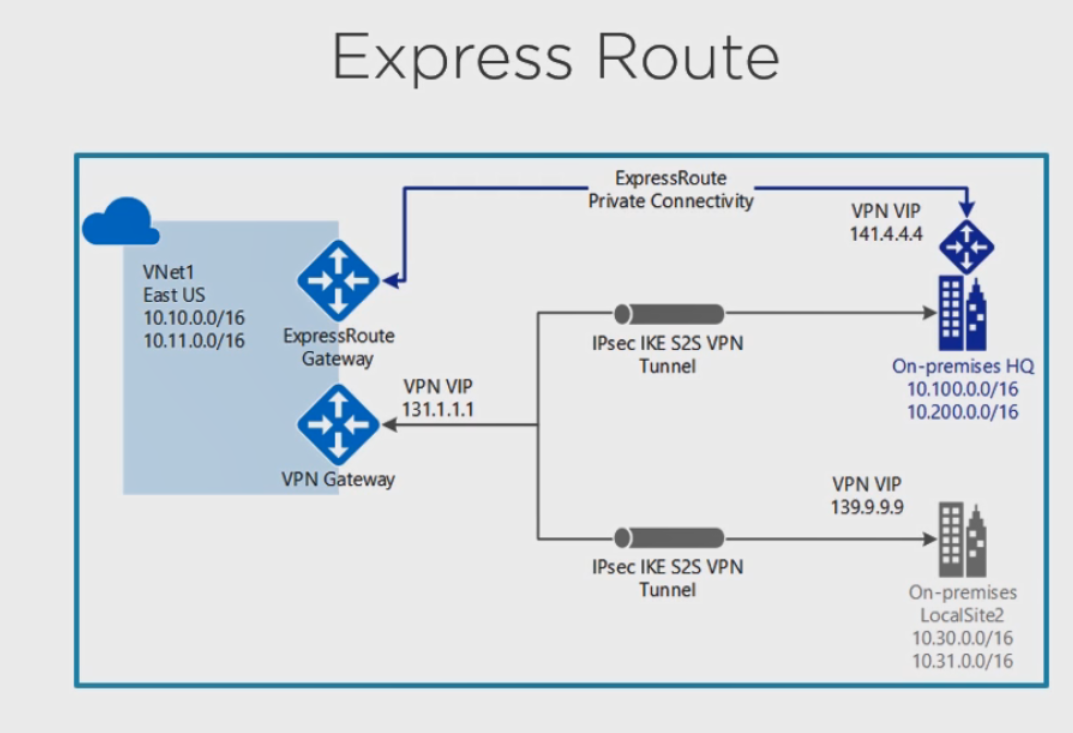 Express Route
ExpressRoute
Private Connectivity
VPN VIP
141.4.4.4
VNet1
East US
10.10.0.0/16
10.11.0.0/16
ExpressRoute
Gateway
IPsec IKE S2S VPN
Tunnel
On-premises HQ
10.100.0.0/16
10.200.0.0/16
VPN VIP
131.1.1.1
VPN Gateway
VPN VIP
139.9.9.9
IPsec IKE S2S VPN
Tunnel
On-premises
LocalSite2
10.30.0.0/16
10.31.0.0/16